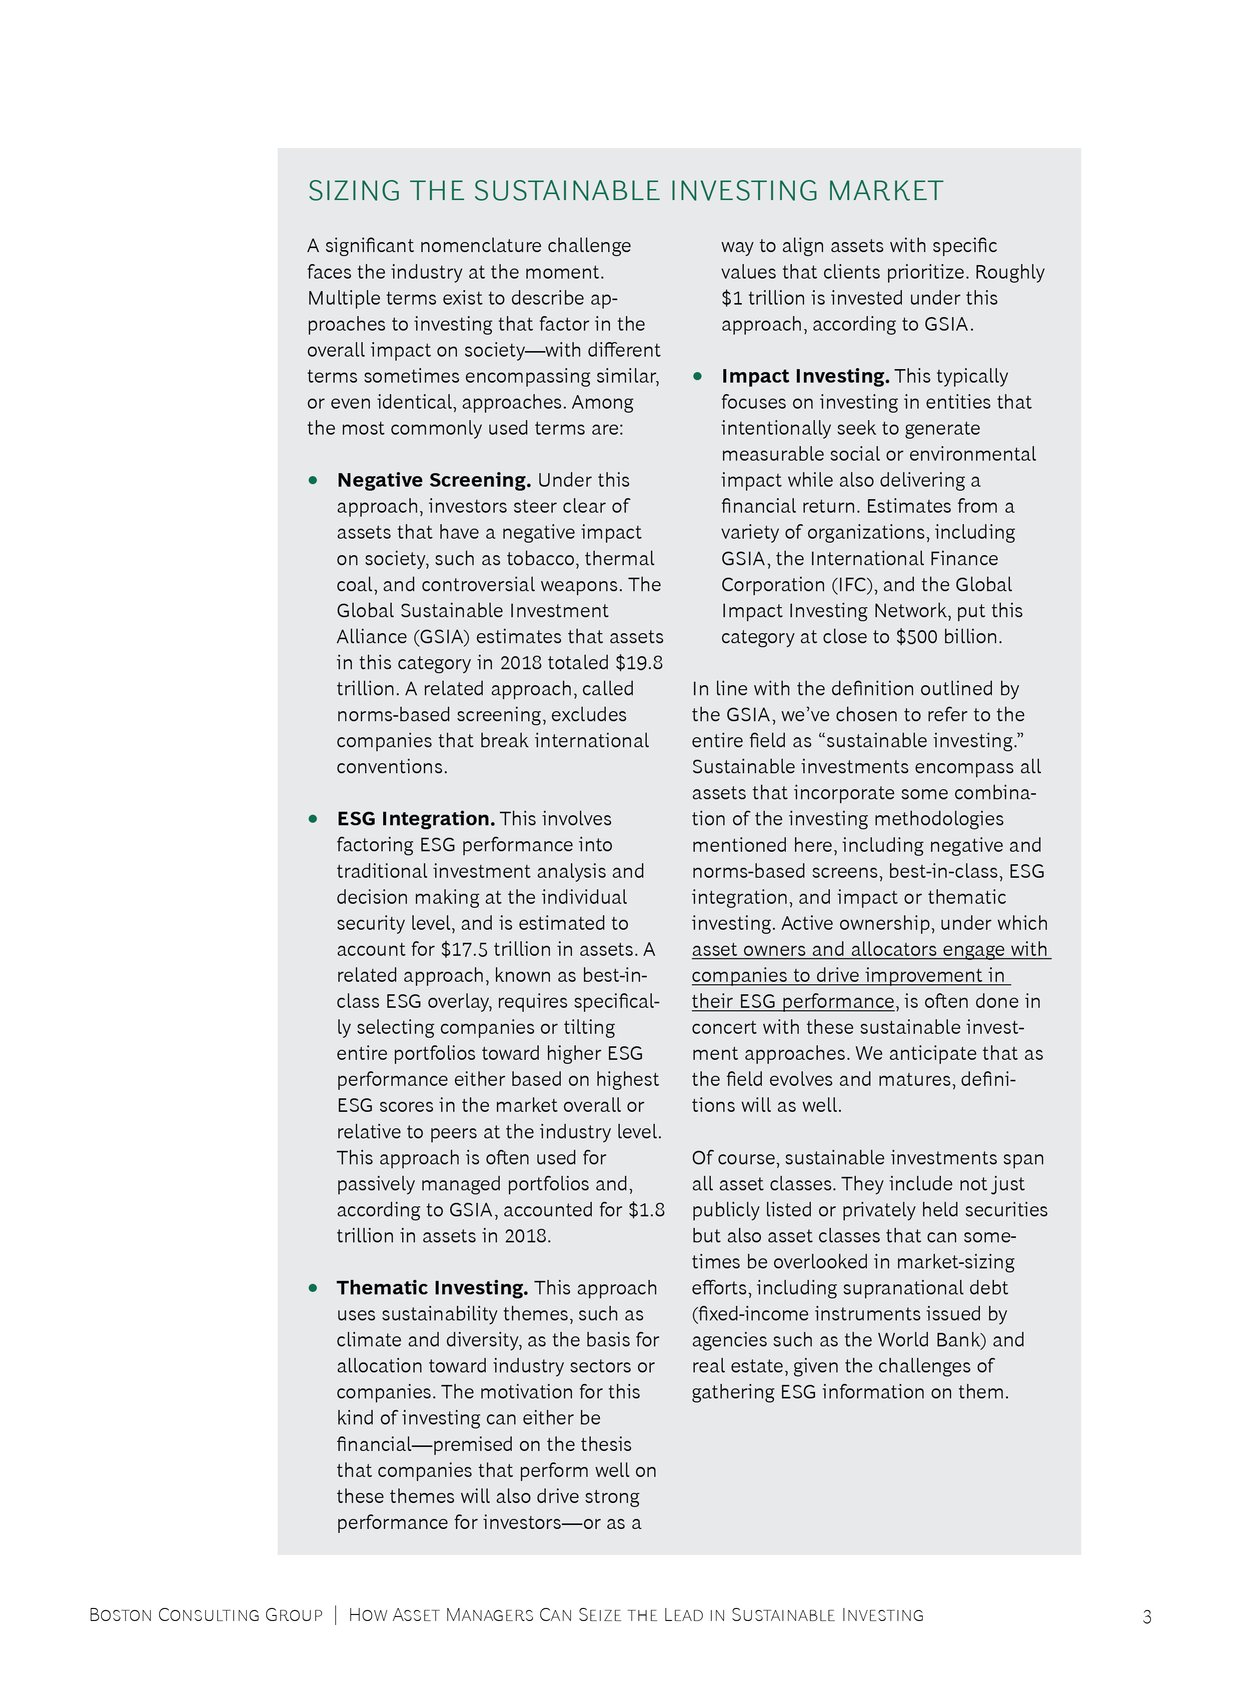 SIZING THE SUSTAINABLE INVESTING MARKET
A significant nomenclature challenge
faces the industry at the moment.
Multiple terms exist to describe ap-
proaches to investing that factor in the
overall impact on society—with different
terms sometimes encompassing similar,
or even identical, approaches. Among
the most commonly used terms are:
• Negative Screening. Under this
approach, investors steer clear of
assets that have a negative impact
on society, such as tobacco, thermal
coal, and controversial weapons. The
Global Sustainable Investment
Alliance (GSIA) estimates that assets
in this category in 2018 totaled $19.8
trillion. A related approach, called
norms-based screening, excludes
companies that break international
conventions.
• ESG Integration. This involves
factoring ESG performance into
traditional investment analysis and
decision making at the individual
security level, and is estimated to
account for $17.5 trillion in assets. A
related approach, known as best-in-
class ESG overlay, requires specifical-
ly selecting companies or tilting
entire portfolios toward higher ESG
performance either based on highest
ESG scores in the market overall or
relative to peers at the industry level.
This approach is often used for
passively managed portfolios and,
according to GSIA, accounted for $1.8
trillion in assets in 2018.
• Thematic Investing. This approach
uses sustainability themes, such as
climate and diversity, as the basis for
allocation toward industry sectors or
companies. The motivation for this
kind of investing can either be
financial—premised on the thesis
that companies that perform well on
these themes will also drive strong
performance for investors—or as a
way to align assets with specific
values that clients prioritize. Roughly
$1 trillion is invested under this
approach, according to GSIA.
• Impact Investing. This typically
focuses on investing in entities that
intentionally seek to generate
measurable social or environmental
impact while also delivering a
financial return. Estimates from a
variety of organizations, including
GSIA, the International Finance
Corporation (IFC), and the Global
Impact Investing Network, put this
category at close to $500 billion.
In line with the definition outlined by
the GSIA, we’ve chosen to refer to the
entire field as “sustainable investing.”
Sustainable investments encompass all
assets that incorporate some combina-
tion of the investing methodologies
mentioned here, including negative and
norms-based screens, best-in-class, ESG
integration, and impact or thematic
investing. Active ownership, under which
asset owners and allocators engage with
companies to drive improvement in
their ESG performance, is often done in
concert with these sustainable invest-
ment approaches. We anticipate that as
the field evolves and matures, defini-
tions will as well.
Of course, sustainable investments span
all asset classes. They include not just
publicly listed or privately held securities
but also asset classes that can some-
times be overlooked in market-sizing
efforts, including supranational debt
(fixed-income instruments issued by
agencies such as the World Bank) and
real estate, given the challenges of
gathering ESG information on them.
Boston Consulting Group | How Asset Managers Can Seize the Lead in Sustainable Investing 3